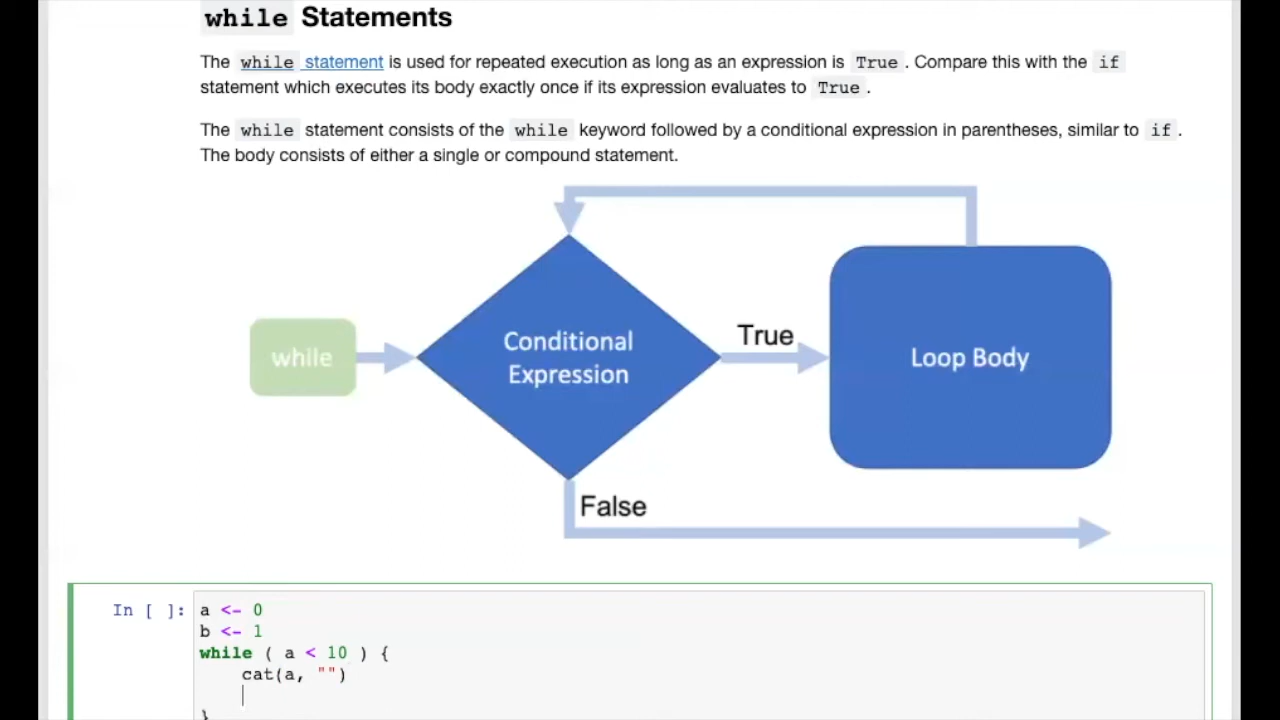 while Statements
The while statement is used for repeated execution as long as an expression is True . Compare this with the if
statement which executes its body exactly once if its expression evaluates to True .
The while statement consists of the while keyword followed by a conditional expression in parentheses, similar to if .
The body consists of either a single or compound statement.
while
Conditional
Expression
True
Loop Body
False
In [ ]:
a <- 0
b <- 1
while ( a < 10 ) {
    cat(a, "")
}